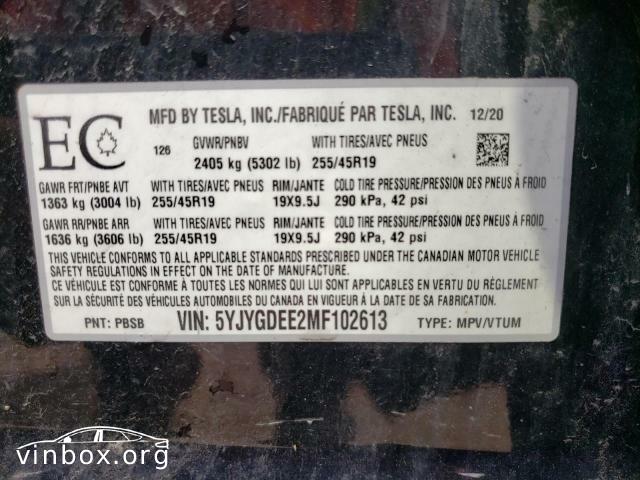 EC
MFD BY TESLA, INC./FABRIQUÉ PAR TESLA, INC. 12/20
126
GVWR/PNBV WITH TIRES/AVEC PNEUS
2405 kg (5302 lb) 255/45R19
GAWR FRT/PNBE AVT WITH TIRES/AVEC PNEUS RIM/JANTE COLD TIRE PRESSURE/PRESSION DES PNEUS À FROID
1363 kg (3004 lb) 255/45R19 19X9.5J 290 kPa, 42 psi
GAWR RR/PNBE ARR WITH TIRES/AVEC PNEUS RIM/JANTE COLD TIRE PRESSURE/PRESSION DES PNEUS À FROID
1636 kg (3606 lb) 255/45R19 19X9.5J 290 kPa, 42 psi
THIS VEHICLE CONFORMS TO ALL APPLICABLE STANDARDS PRESCRIBED UNDER THE CANADIAN MOTOR VEHICLE
SAFETY REGULATIONS IN EFFECT ON THE DATE OF MANUFACTURE.
CE VÉHICULE EST CONFORME À TOUTES LES NORMES QUI LUI SONT APPLICABLES EN VERTU DU RÈGLEMENT
SUR LA SÉCURITÉ DES VÉHICULES AUTOMOBILES DU CANADA EN VIGUEUR À LA DATE DE SA FABRICATION.
PNT: PBSB VIN: 5YJYGDEE2MF102613 TYPE: MPV/VTUM
vinbox.org